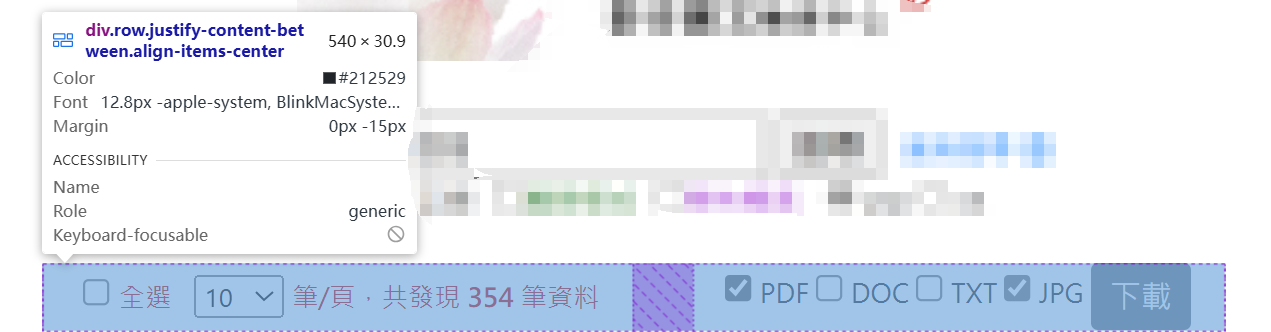 div.row.justify-content-bet
ween.align-items-center
540 × 30.9
Color #212529
Font 12.8px -apple-system, BlinkMacSyste...
Margin 0px -15px
ACCESSIBILITY
Name
Role generic
Keyboard-focusable
全選 10 筆/頁，共發現 354 筆資料 PDF DOC TXT JPG 下載